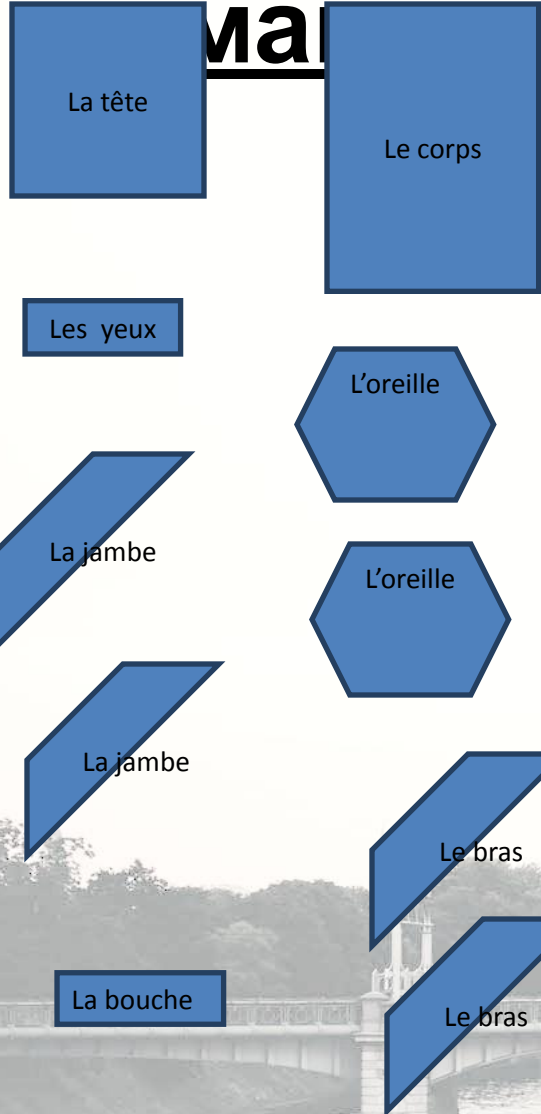 La tête
Le corps
Les yeux
L'oreille
La jambe
L'oreille
La jambe
Le bras
La bouche
Le bras